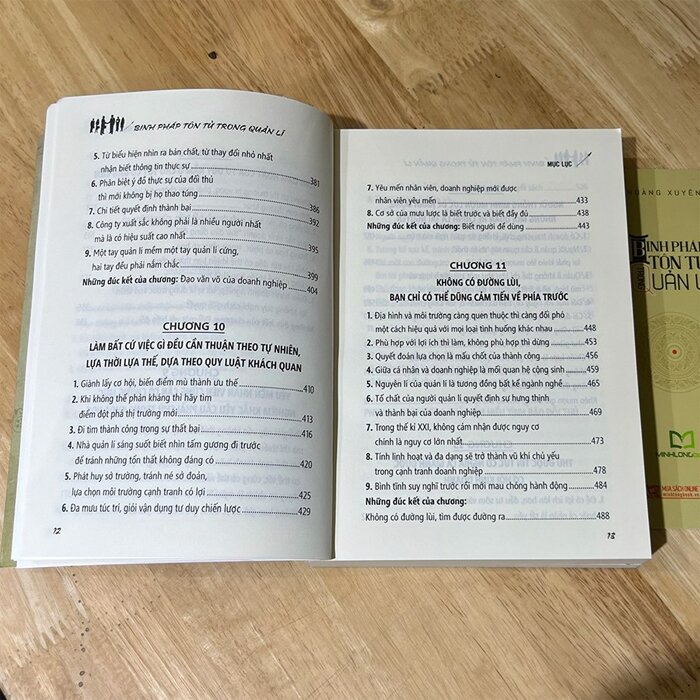 BINH PHÁP TÔN TỬ TRONG QUẢN LÍ
5. Từ biểu hiện nhìn ra bản chất, từ thay đổi nhỏ nhất
nhận biết thông tin thực sự ..... 381
6. Phân biệt ý đồ thực sự của đối thủ
thì mới không bị họ thao túng ..... 386
7. Chi tiết quyết định thành bại ..... 392
8. Công ty xuất sắc không phải là nhiều người nhất
mà là có hiệu suất cao nhất ..... 395
9. Một tay quản lí mềm một tay quản lí cứng,
hai tay đều phải nắm chắc ..... 399
Những đúc kết của chương: Đạo văn võ của doanh nghiệp ..... 404
CHƯƠNG 10
LÀM BẤT CỨ VIỆC GÌ ĐỀU CẨN THUẬN THEO TỰ NHIÊN,
LỰA THỜI LỰA THẾ, DỰA THEO QUY LUẬT KHÁCH QUAN
1. Giành lấy cơ hội, biến điểm mù thành ưu thế ..... 410
2. Khi không thể phản kháng thì hãy tìm
điểm đột phá thị trường mới ..... 413
3. Đi tìm thành công trong sự thất bại ..... 416
4. Nhà quản lí sáng suốt biết nhìn tấm gương đi trước
để tránh những tổn thất không đáng có ..... 420
5. Phát huy sở trường, tránh né sở đoản,
lựa chọn môi trường cạnh tranh có lợi ..... 425
6. Đa mưu túc trí, giỏi vận dụng tư duy chiến lược ..... 429
12
MỤC LỤC
7. Yêu mến nhân viên, doanh nghiệp mới được
nhân viên yêu mến ..... 433
8. Cơ sở của mưu lược là biết trước và biết đầy đủ ..... 438
Những đúc kết của chương: Biết người để dùng ..... 443
CHƯƠNG 11
KHÔNG CÓ ĐƯỜNG LÙI,
BẠN CHỈ CÓ THỂ DŨNG CẢM TIẾN VỀ PHÍA TRƯỚC
1. Địa hình và môi trường càng quen thuộc thì càng đối phó
một cách hiệu quả với mọi loại tình huống khác nhau ..... 448
2. Phù hợp với lợi ích thì làm, không phù hợp thì dừng ..... 453
3. Quyết đoán lựa chọn là mấu chốt của thành công ..... 456
4. Giữa cá nhân và doanh nghiệp là mối quan hệ cộng sinh ..... 459
5. Nguyên lí của quản lí là tương đồng bất kể ngành nghề ..... 465
6. Tố chất của người quản lí quyết định sự hưng thịnh
và thành bại của doanh nghiệp ..... 469
7. Trong thế kỉ XXI, không cảm nhận được nguy cơ
chính là nguy cơ lớn nhất ..... 473
8. Tính linh hoạt và đa dạng sẽ trở thành vũ khí chủ yếu
trong cạnh tranh doanh nghiệp ..... 478
9. Bình tĩnh suy nghĩ trước rồi mới mau chóng hành động ..... 484
Những đúc kết của chương:
Không có đường lùi, tìm được đường ra ..... 488
13
HOÀNG XUYÊN
BINH PHÁP
TÔN TỬ
TRONG
QUẢN LÍ
MINHLONG
MUA SÁCH ONLINE